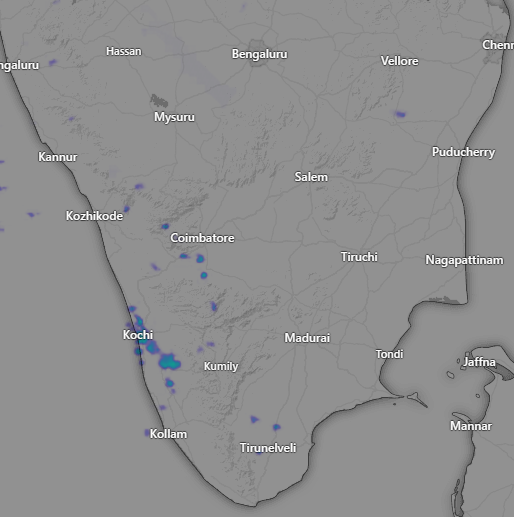 Hassan
Bengaluru
Chenn
ngaluru
Vellore
Mysuru
Kannur
Puducherry
Salem
Kozhikode
Coimbatore
Tiruchi
Nagapattinam
Kochi
Madurai
Tondi
Kumily
Jaffna
Mannar
Kollam
Tirunelveli